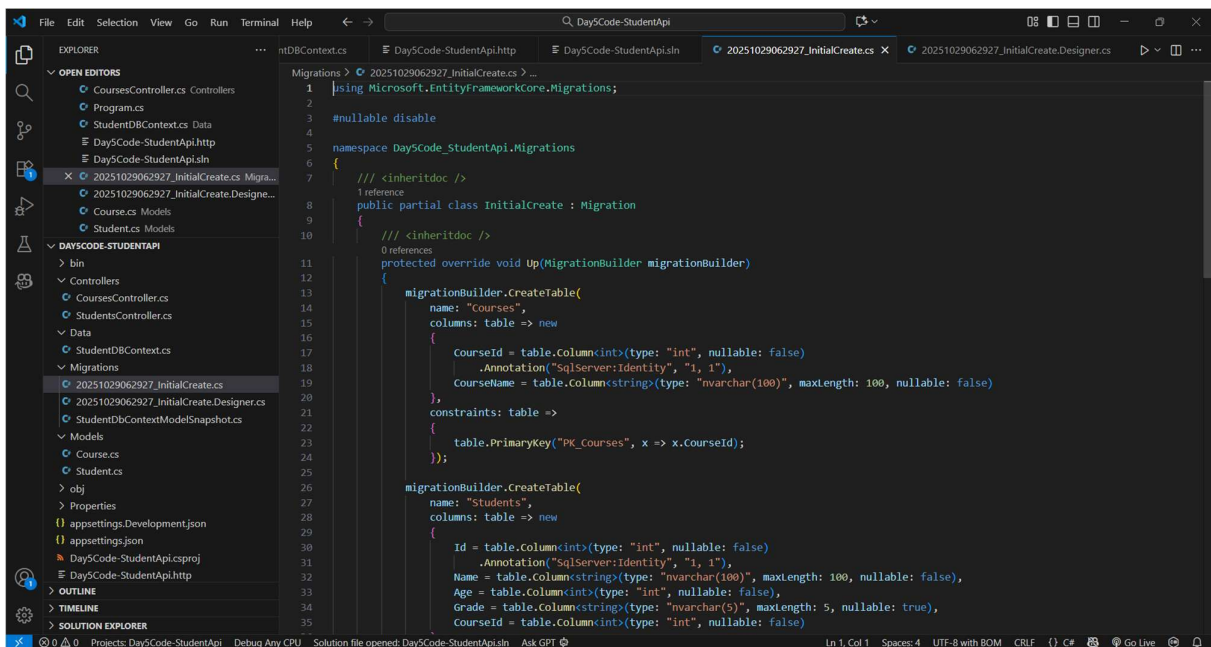 File Edit Selection View Go Run Terminal Help
Day5Code-StudentApi
EXPLORER
OPEN EDITORS
CoursesController.cs Controllers
Program.cs
StudentDBContext.cs Data
Day5Code-StudentApi.http
Day5Code-StudentApi.sln
20251029062927_InitialCreate.cs Migra...
20251029062927_InitialCreate.Designe...
Course.cs Models
Student.cs Models
DAY5CODE-STUDENTAPI
bin
Controllers
CoursesController.cs
StudentsController.cs
Data
StudentDBContext.cs
Migrations
20251029062927_InitialCreate.cs
20251029062927_InitialCreate.Designer.cs
StudentDbContextModelSnapshot.cs
Models
Course.cs
Student.cs
obj
Properties
{} appsettings.Development.json
{} appsettings.json
Day5Code-StudentApi.csproj
Day5Code-StudentApi.http
OUTLINE
TIMELINE
SOLUTION EXPLORER
ntDBContext.cs Day5Code-StudentApi.http Day5Code-StudentApi.sln 20251029062927_InitialCreate.cs 20251029062927_InitialCreate.Designer.cs
Migrations > 20251029062927_InitialCreate.cs > ...
1 using Microsoft.EntityFrameworkCore.Migrations;
2
3 #nullable disable
4
5 namespace Day5Code_StudentApi.Migrations
6 {
7 /// <inheritdoc />
1 reference
8 public partial class InitialCreate : Migration
9 {
10 /// <inheritdoc />
0 references
11 protected override void Up(MigrationBuilder migrationBuilder)
12 {
13 migrationBuilder.CreateTable(
14 name: "Courses",
15 columns: table => new
16 {
17 CourseId = table.Column<int>(type: "int", nullable: false)
18 .Annotation("SqlServer:Identity", "1, 1"),
19 CourseName = table.Column<string>(type: "nvarchar(100)", maxLength: 100, nullable: false)
20 },
21 constraints: table =>
22 {
23 table.PrimaryKey("PK_Courses", x => x.CourseId);
24 });
25
26 migrationBuilder.CreateTable(
27 name: "Students",
28 columns: table => new
29 {
30 Id = table.Column<int>(type: "int", nullable: false)
31 .Annotation("SqlServer:Identity", "1, 1"),
32 Name = table.Column<string>(type: "nvarchar(100)", maxLength: 100, nullable: false),
33 Age = table.Column<int>(type: "int", nullable: false),
34 Grade = table.Column<string>(type: "nvarchar(5)", maxLength: 5, nullable: true),
35 CourseId = table.Column<int>(type: "int", nullable: false)
0 0 Projects: Day5Code-StudentApi Debug Any CPU Solution file opened: Day5Code-StudentApi.sln Ask GPT Ln 1, Col 1 Spaces: 4 UTF-8 with BOM CRLF {} C# Go Live